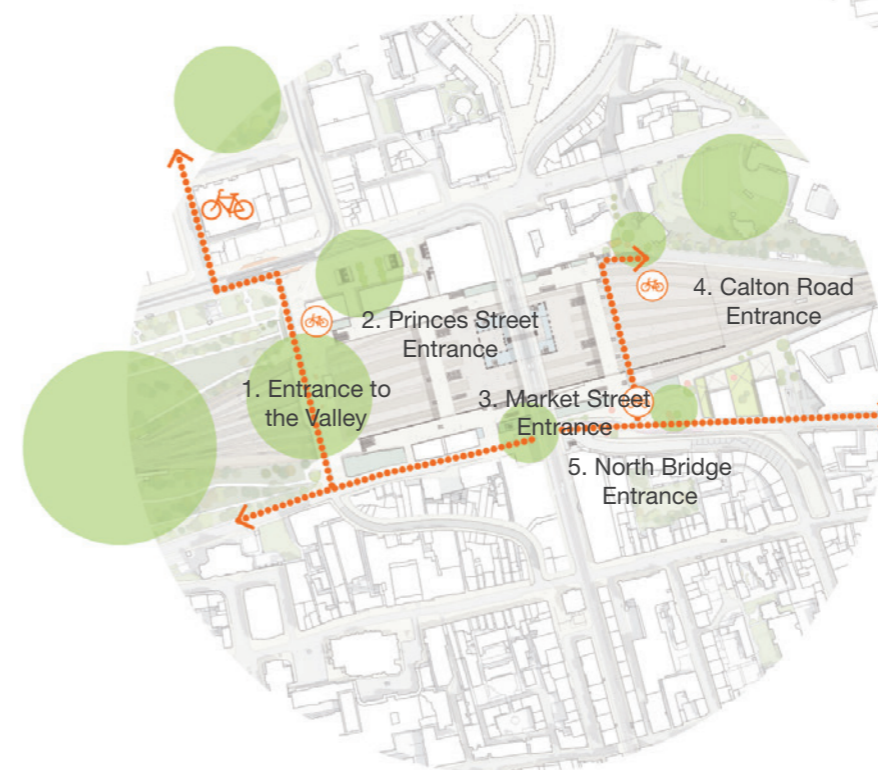 2. Princes Street
Entrance
1. Entrance to
the Valley
4. Calton Road
Entrance
3. Market Street
Entrance
5. North Bridge
Entrance